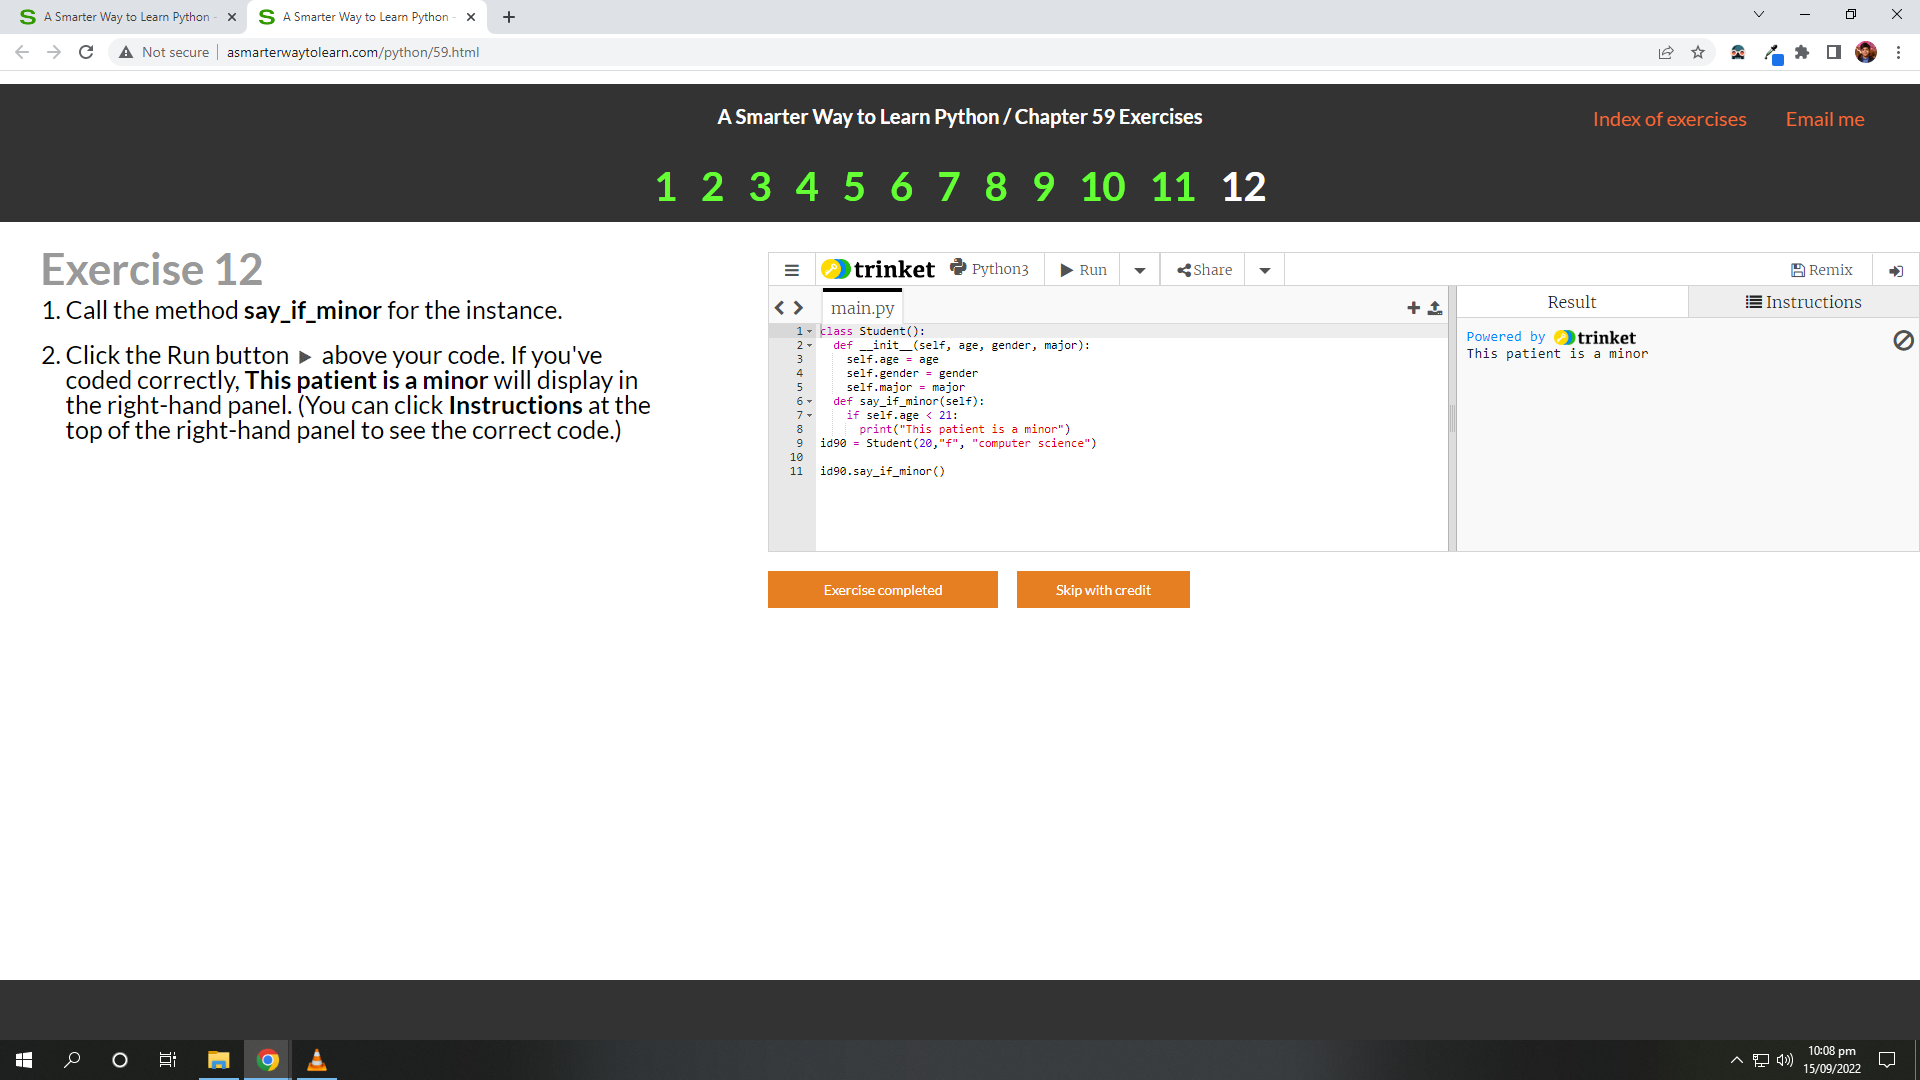 A Smarter Way to Learn Python -
A Smarter Way to Learn Python -
Not secure
asmarterwaytolearn.com/python/59.html
A Smarter Way to Learn Python / Chapter 59 Exercises
Index of exercises
Email me
1 2 3 4 5 6 7 8 9 10 11 12
Exercise 12
1. Call the method say_if_minor for the instance.
2. Click the Run button above your code. If you've
coded correctly, This patient is a minor will display in
the right-hand panel. (You can click Instructions at the
top of the right-hand panel to see the correct code.)
trinket
Python3
Run
Share
Remix
main.py
1 class Student():
2 def __init__(self, age, gender, major):
3 self.age = age
4 self.gender = gender
5 self.major = major
6 def say_if_minor(self):
7 if self.age < 21:
8 print("This patient is a minor")
9 id90 = Student(20,"f", "computer science")
10
11 id90.say_if_minor()
Result
Instructions
Powered by trinket
This patient is a minor
Exercise completed
Skip with credit
10:08 pm
15/09/2022